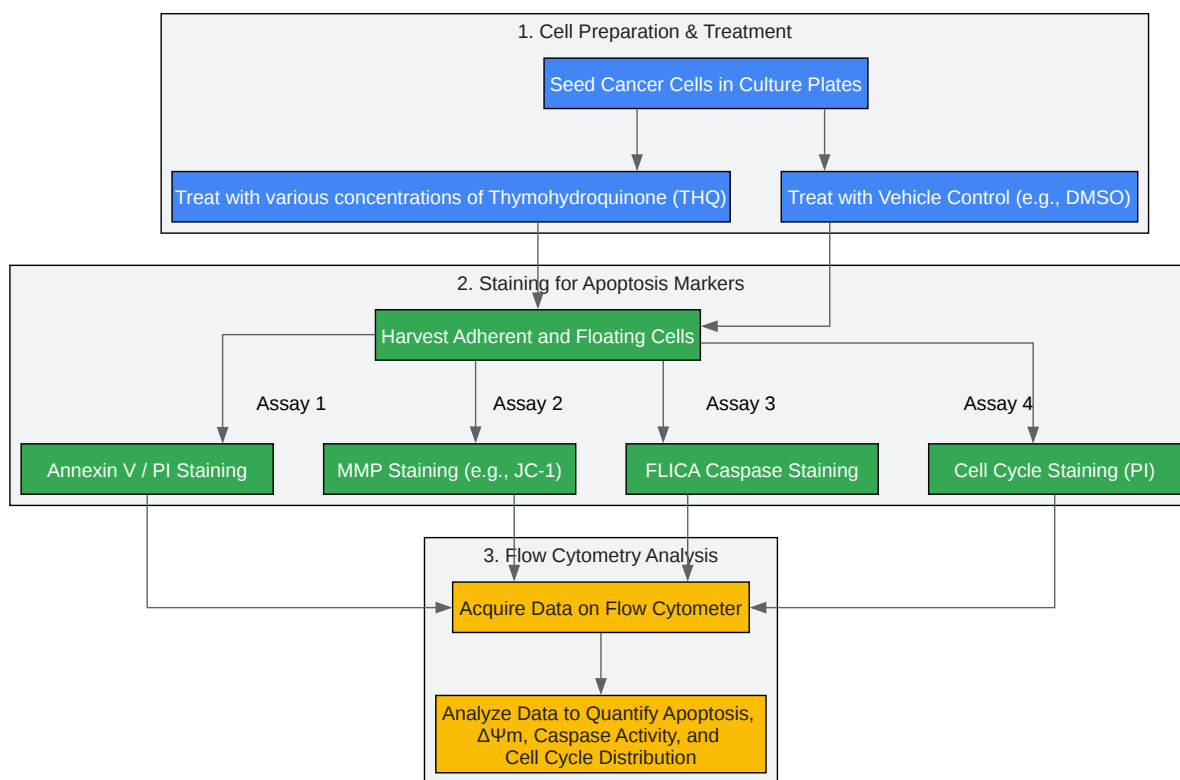 1. Cell Preparation & Treatment
Seed Cancer Cells in Culture Plates
Treat with various concentrations of Thymohydroquinone (THQ)
Treat with Vehicle Control (e.g., DMSO)
2. Staining for Apoptosis Markers
Harvest Adherent and Floating Cells
Assay 1
Assay 2
Assay 3
Assay 4
Annexin V / PI Staining
MMP Staining (e.g., JC-1)
FLICA Caspase Staining
Cell Cycle Staining (PI)
3. Flow Cytometry Analysis
Acquire Data on Flow Cytometer
Analyze Data to Quantify Apoptosis,
ΔΨm, Caspase Activity, and
Cell Cycle Distribution